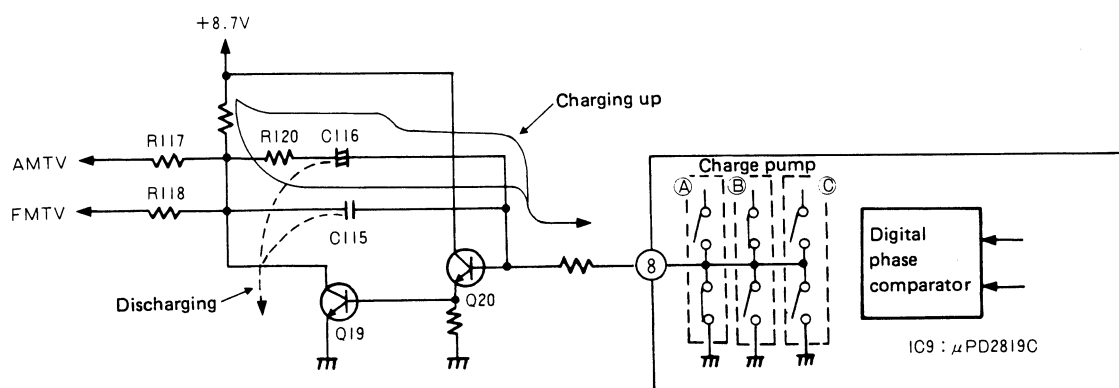 +8.7V
Charging up
R117
R120
C116
AMTV
Charge pump
R118
A
B
C
FMTV
C115
8
Digital
phase
comparator
Discharging
Q20
Q19
IC9 : μPD2819C